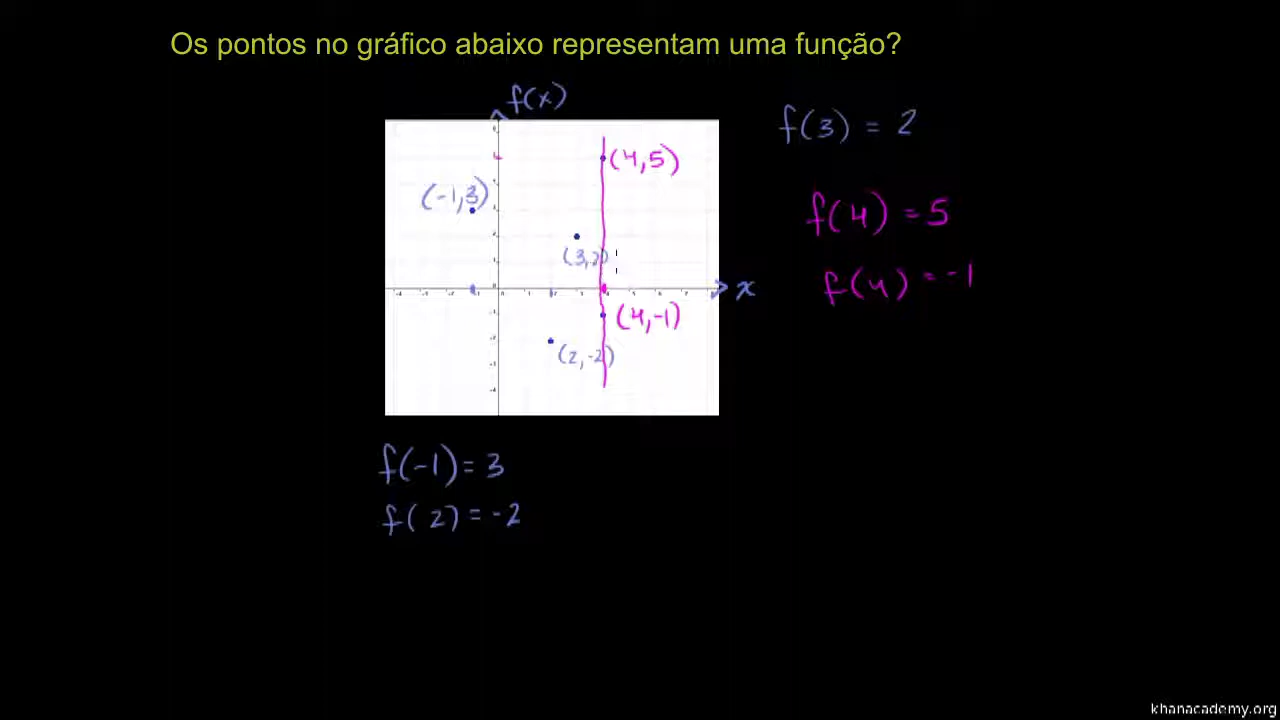 Os pontos no gráfico abaixo representam uma função?
f(x)
f(3) = 2
(4,5)
(-1,3)
f(4) = 5
(3,2)
f(4) = -1
x
(4,-1)
(2,-2)
f(-1) = 3
f(2) = -2
khanacademy.org